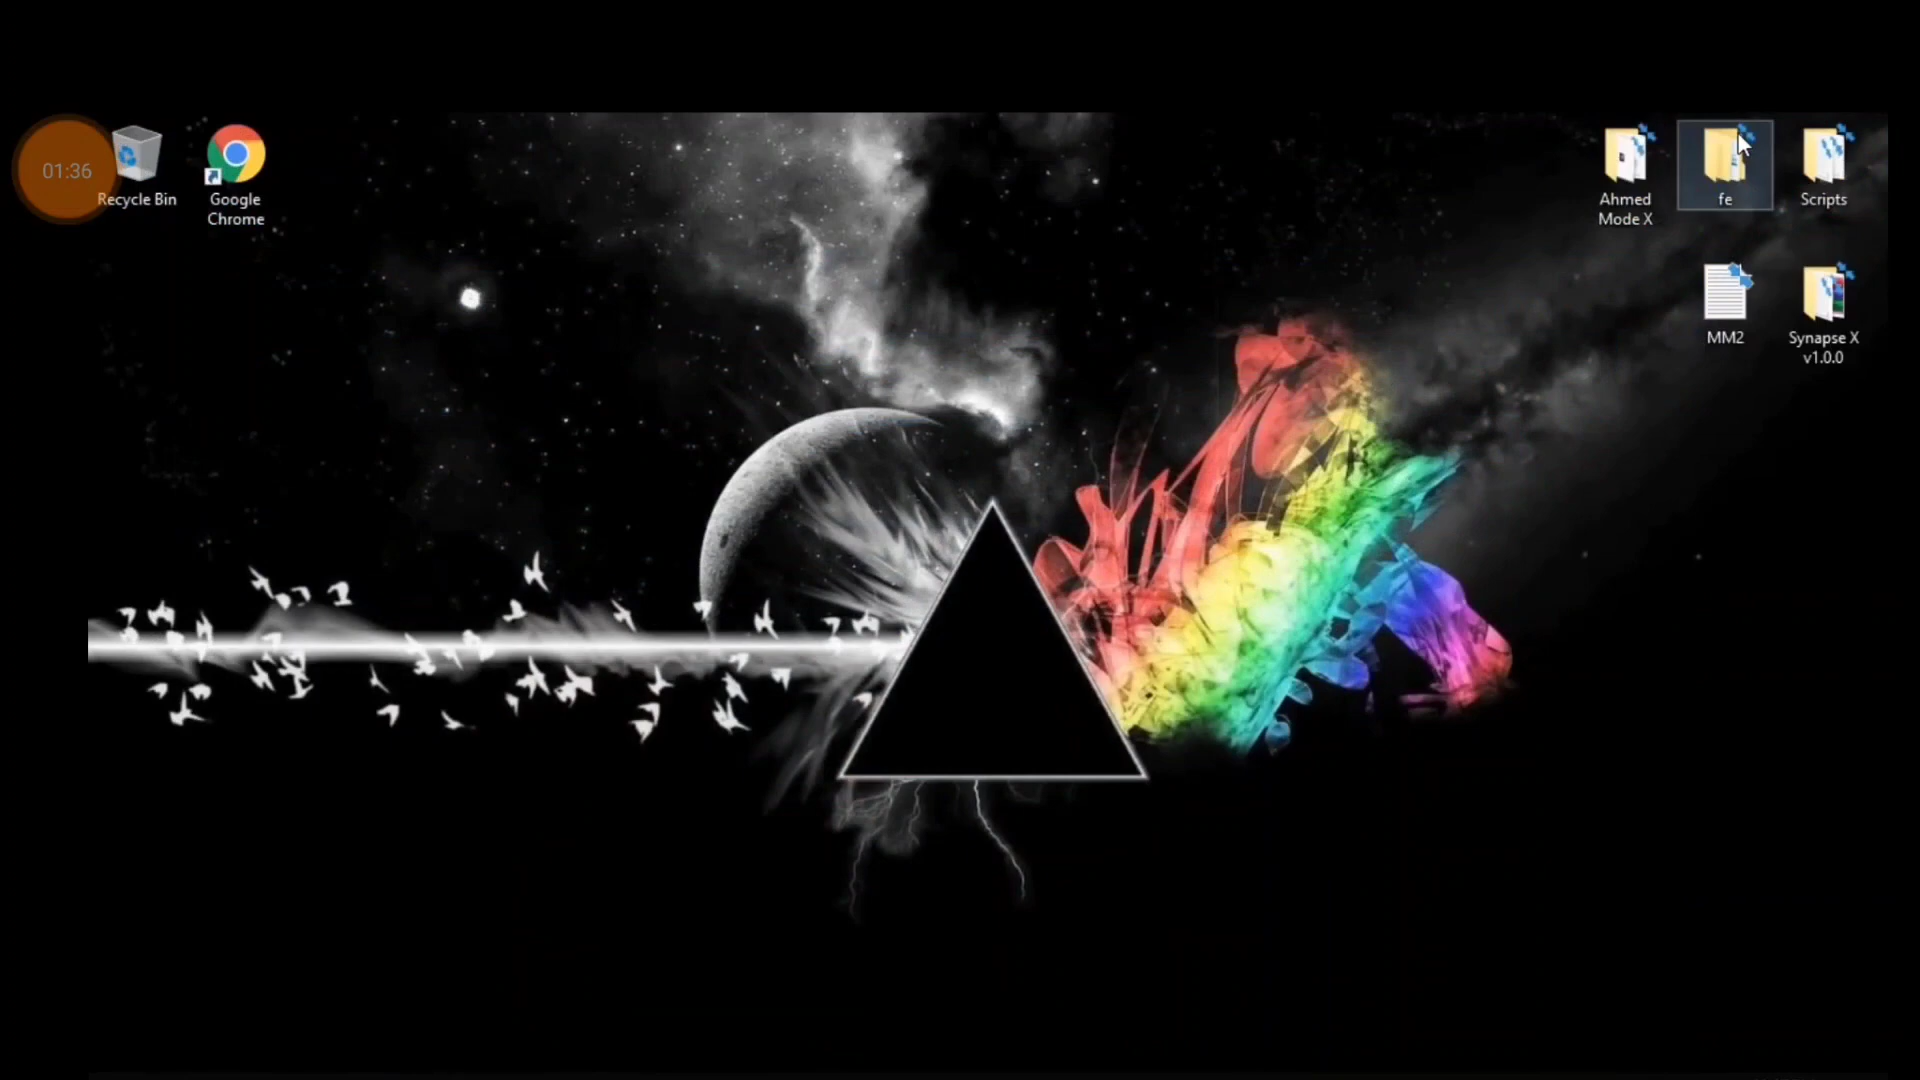 01:36
Recycle Bin
Google
Chrome
Ahmed
Mode X
fe
Scripts
MM2
Synapse X
v1.0.0